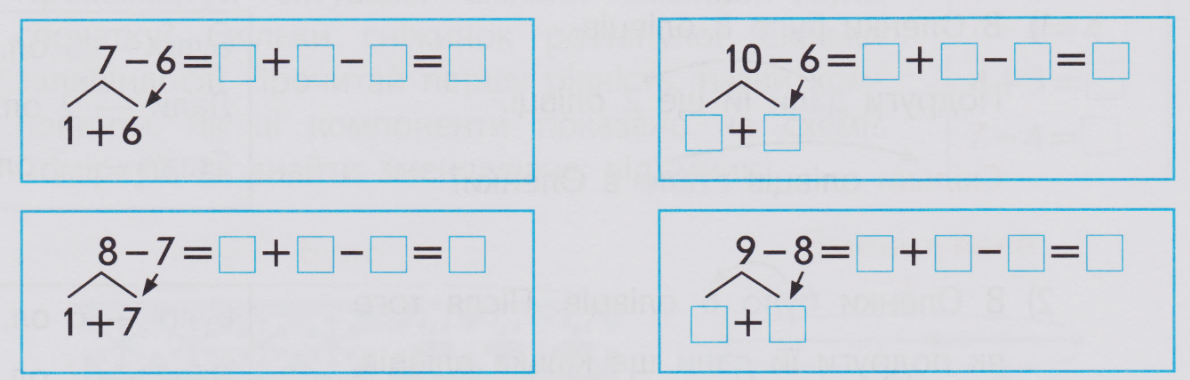 7 − 6 = □ + □ − □ = □
1 + 6
10 − 6 = □ + □ − □ = □
□ + □
8 − 7 = □ + □ − □ = □
1 + 7
9 − 8 = □ + □ − □ = □
□ + □